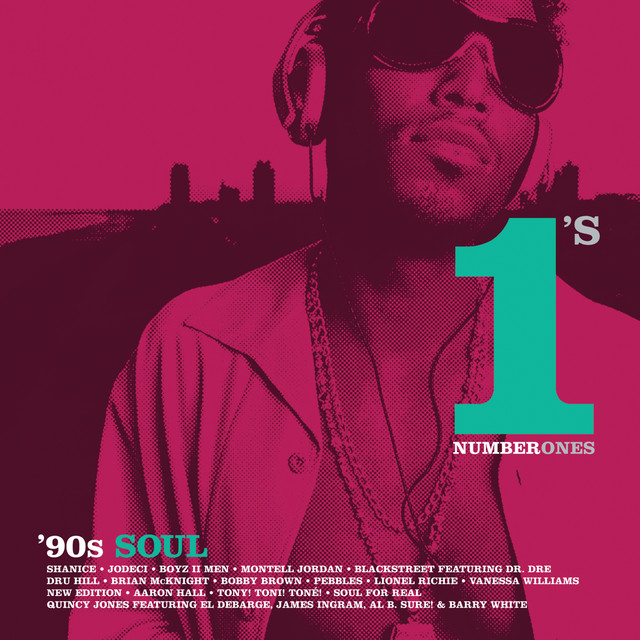 1's
NUMBERONES
'90s SOUL
SHANICE • JODECI • BOYZ II MEN • MONTELL JORDAN • BLACKSTREET FEATURING DR. DRE
DRU HILL • BRIAN McKNIGHT • BOBBY BROWN • PEBBLES • LIONEL RICHIE • VANESSA WILLIAMS
NEW EDITION • AARON HALL • TONY! TONI! TONÉ! • SOUL FOR REAL
QUINCY JONES FEATURING EL DEBARGE, JAMES INGRAM, AL B. SURE! & BARRY WHITE